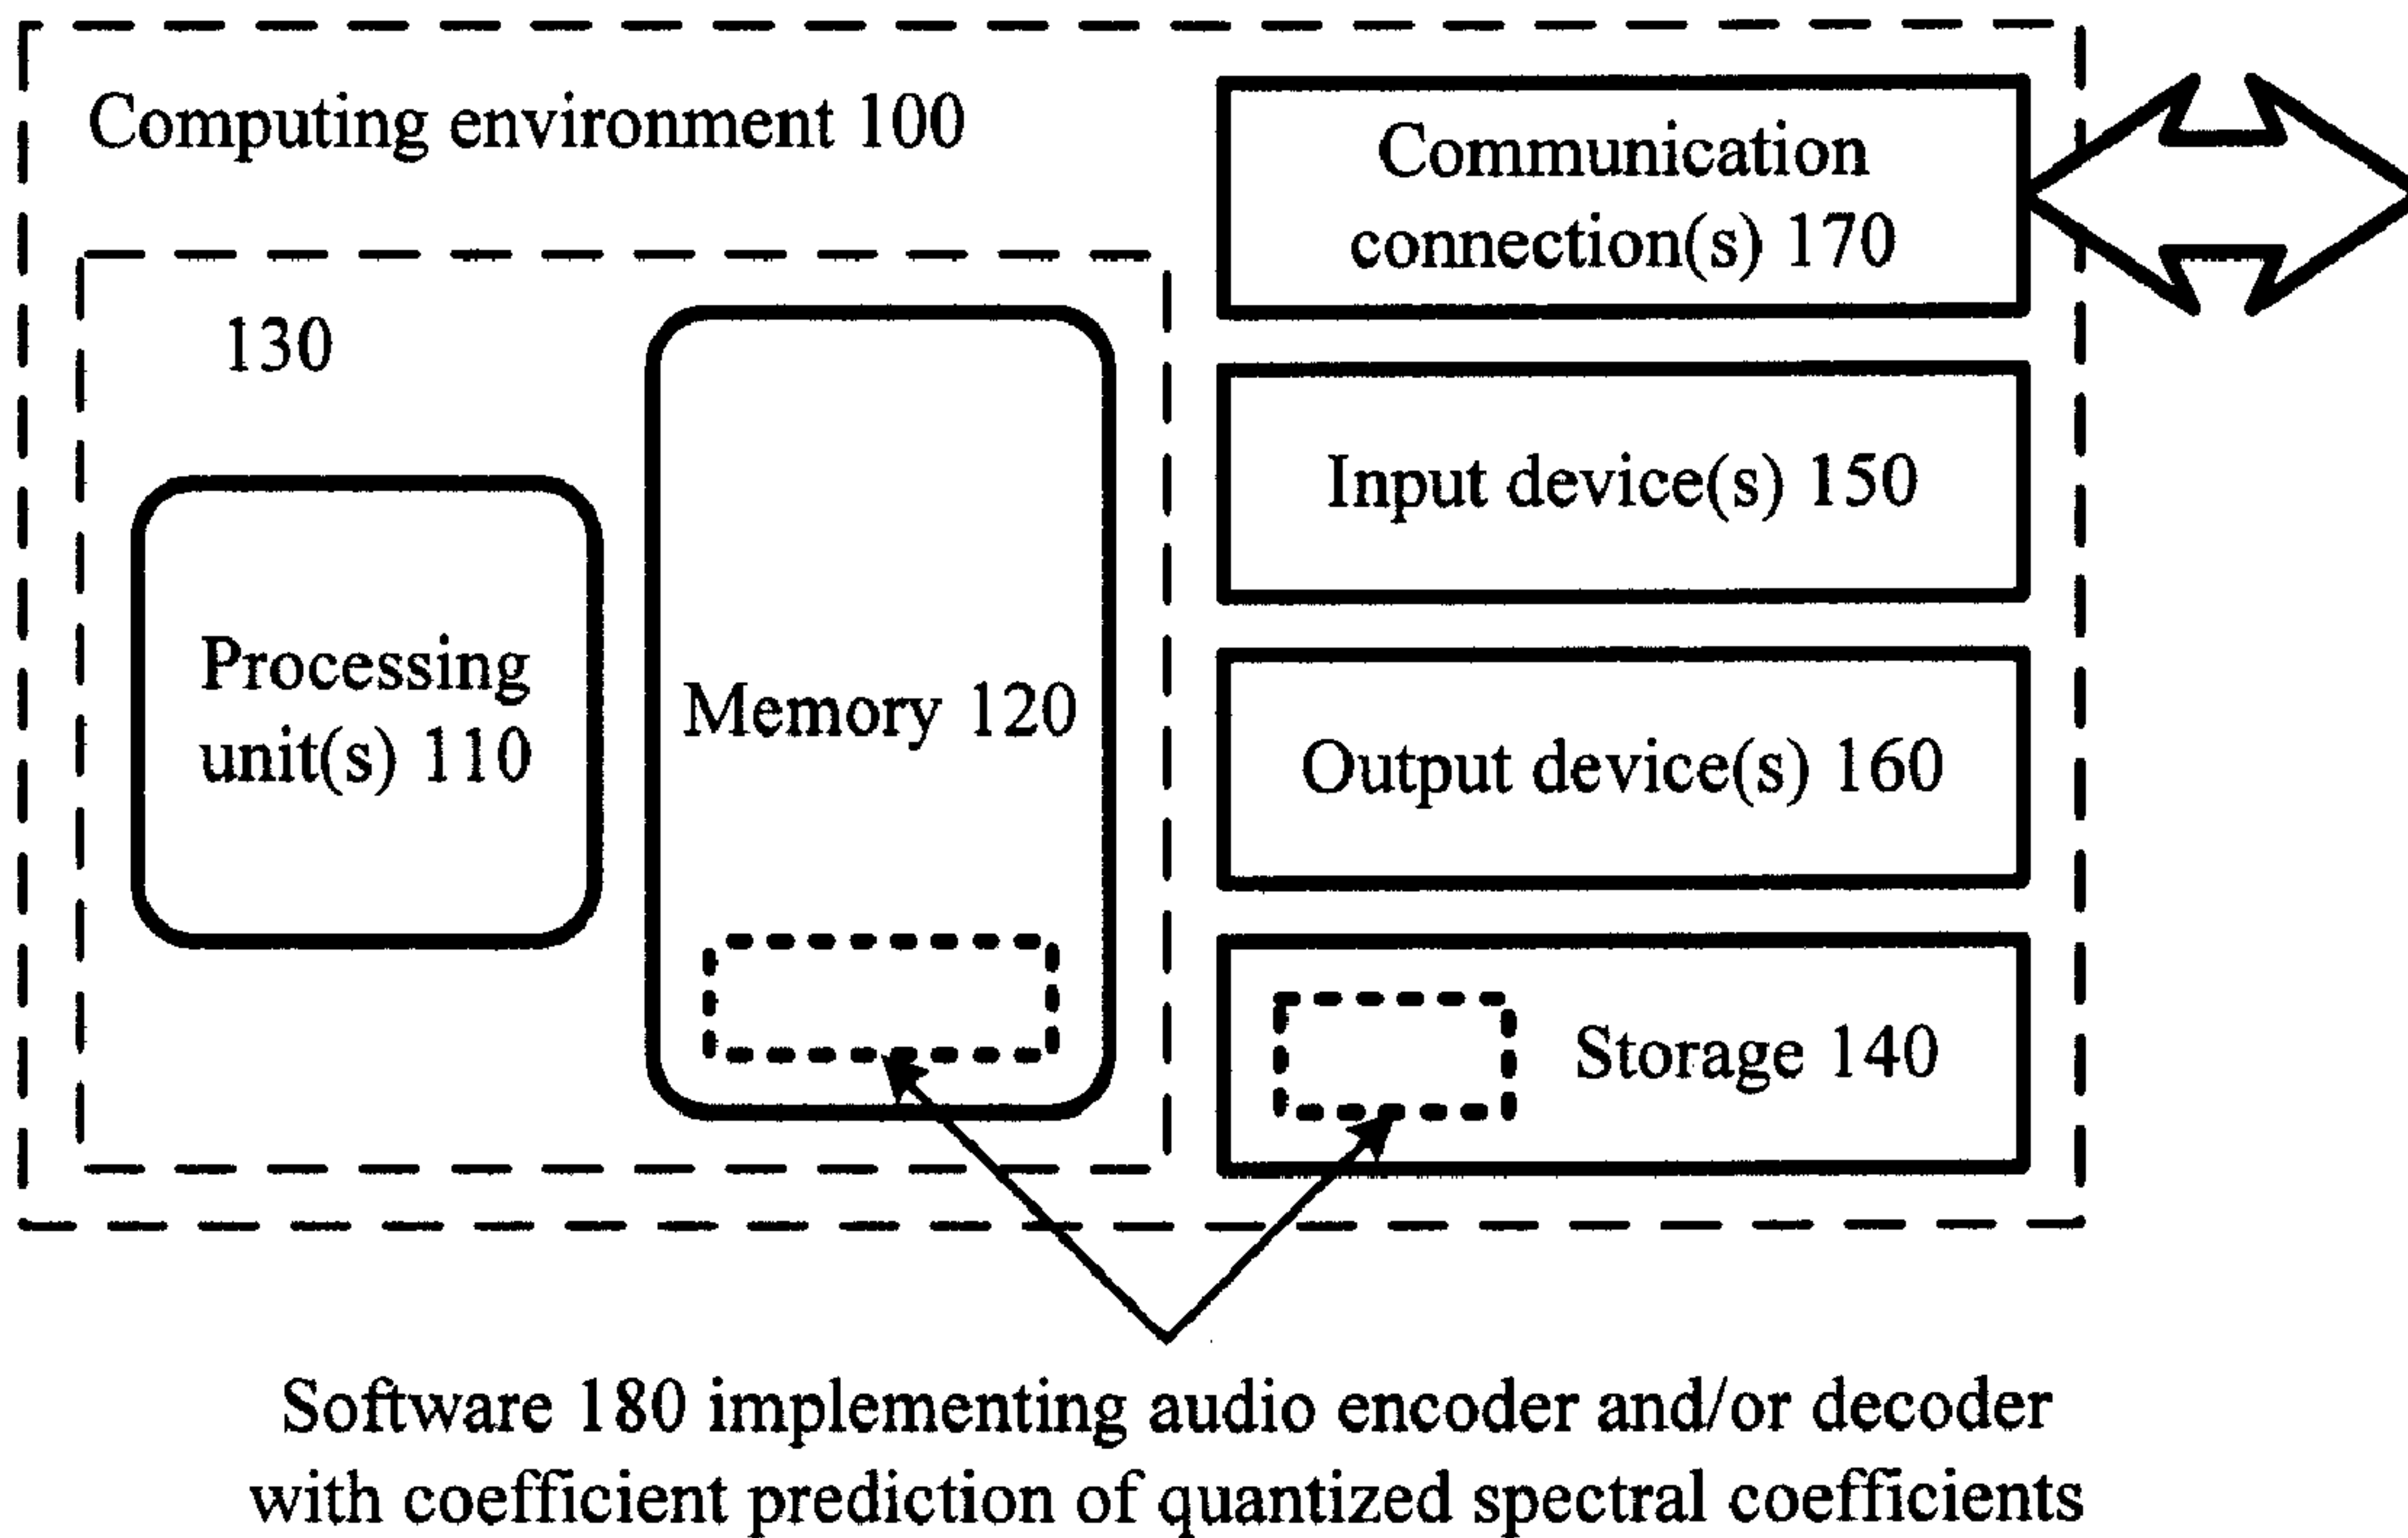 Computing environment 100
Communication
connection(s) 170
130
Input device(s) 150
Processing
unit(s) 110
Memory 120
Output device(s) 160
Storage 140
Software 180 implementing audio encoder and/or decoder
with coefficient prediction of quantized spectral coefficients